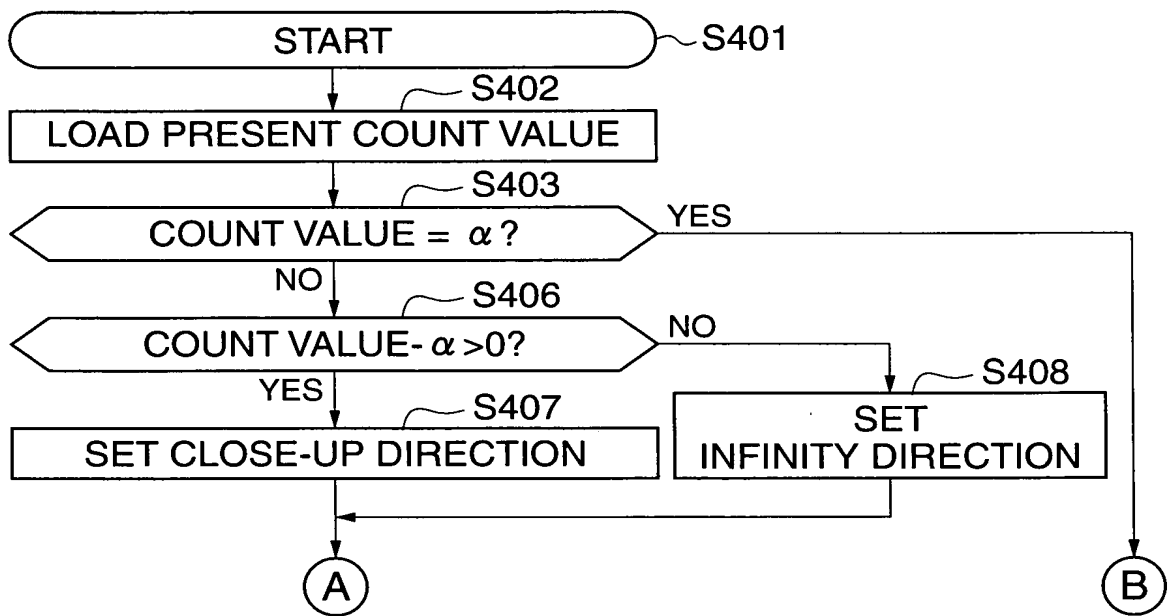 START
S401
S402
LOAD PRESENT COUNT VALUE
S403
COUNT VALUE = α?
YES
NO
S406
COUNT VALUE-α>0?
NO
YES
S408
S407
SET
INFINITY DIRECTION
SET CLOSE-UP DIRECTION
A
B